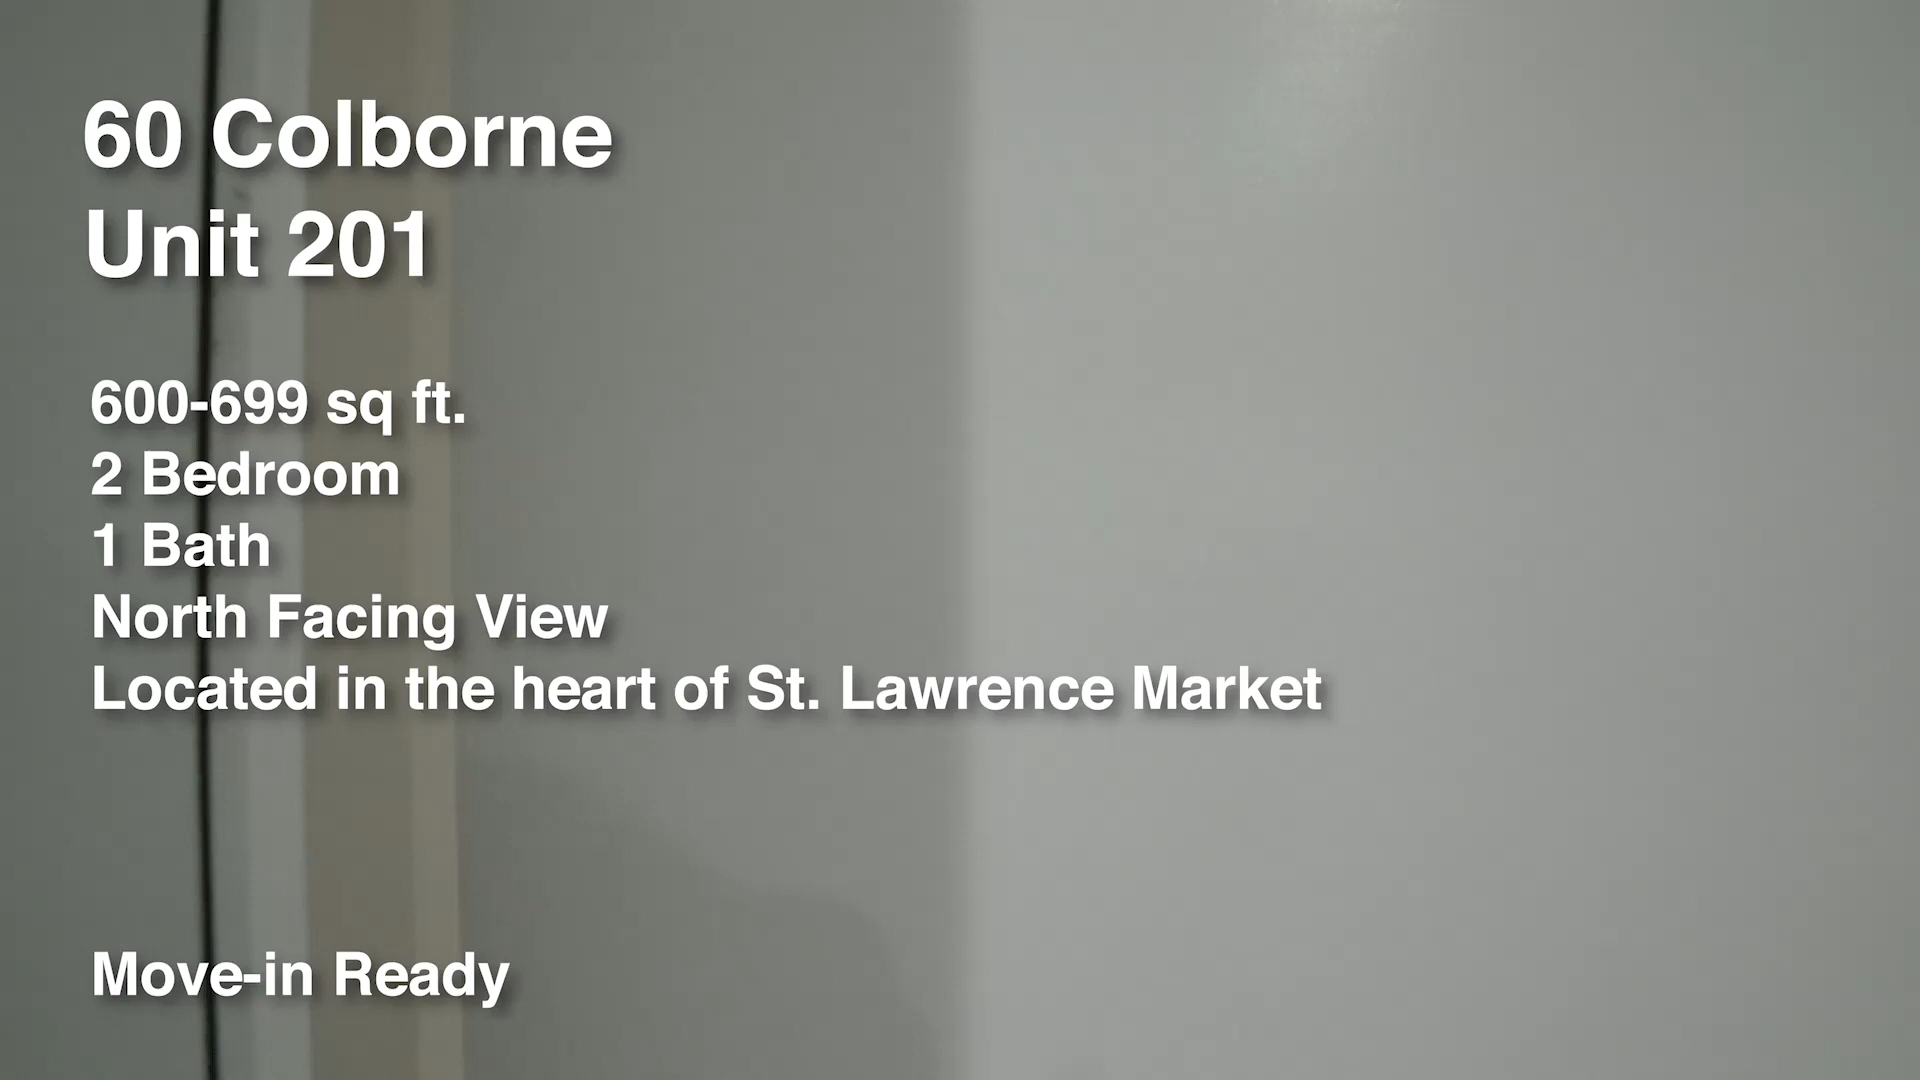 60 Colborne
Unit 201
600-699 sq ft.
2 Bedroom
1 Bath
North Facing View
Located in the heart of St. Lawrence Market
Move-in Ready